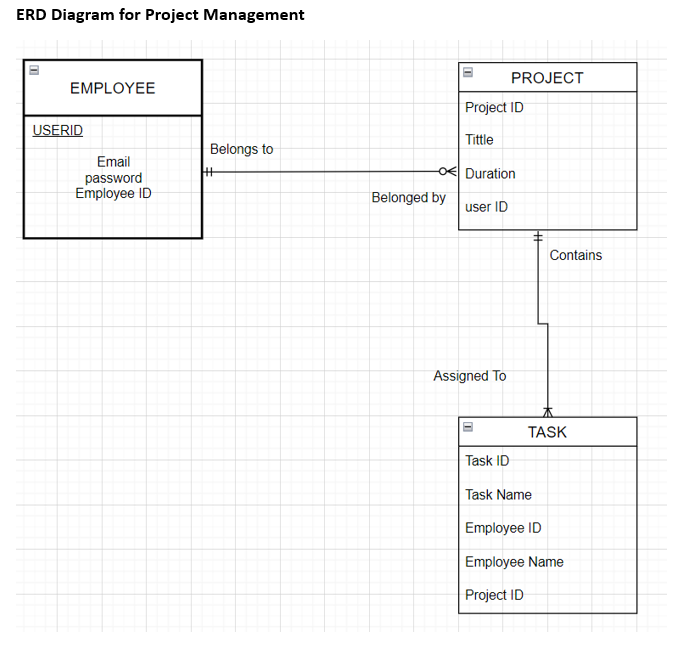 ERD Diagram for Project Management
EMPLOYEE
USERID
Email
password
Employee ID
Belongs to
Belonged by
PROJECT
Project ID
Tittle
Duration
user ID
Contains
Assigned To
TASK
Task ID
Task Name
Employee ID
Employee Name
Project ID